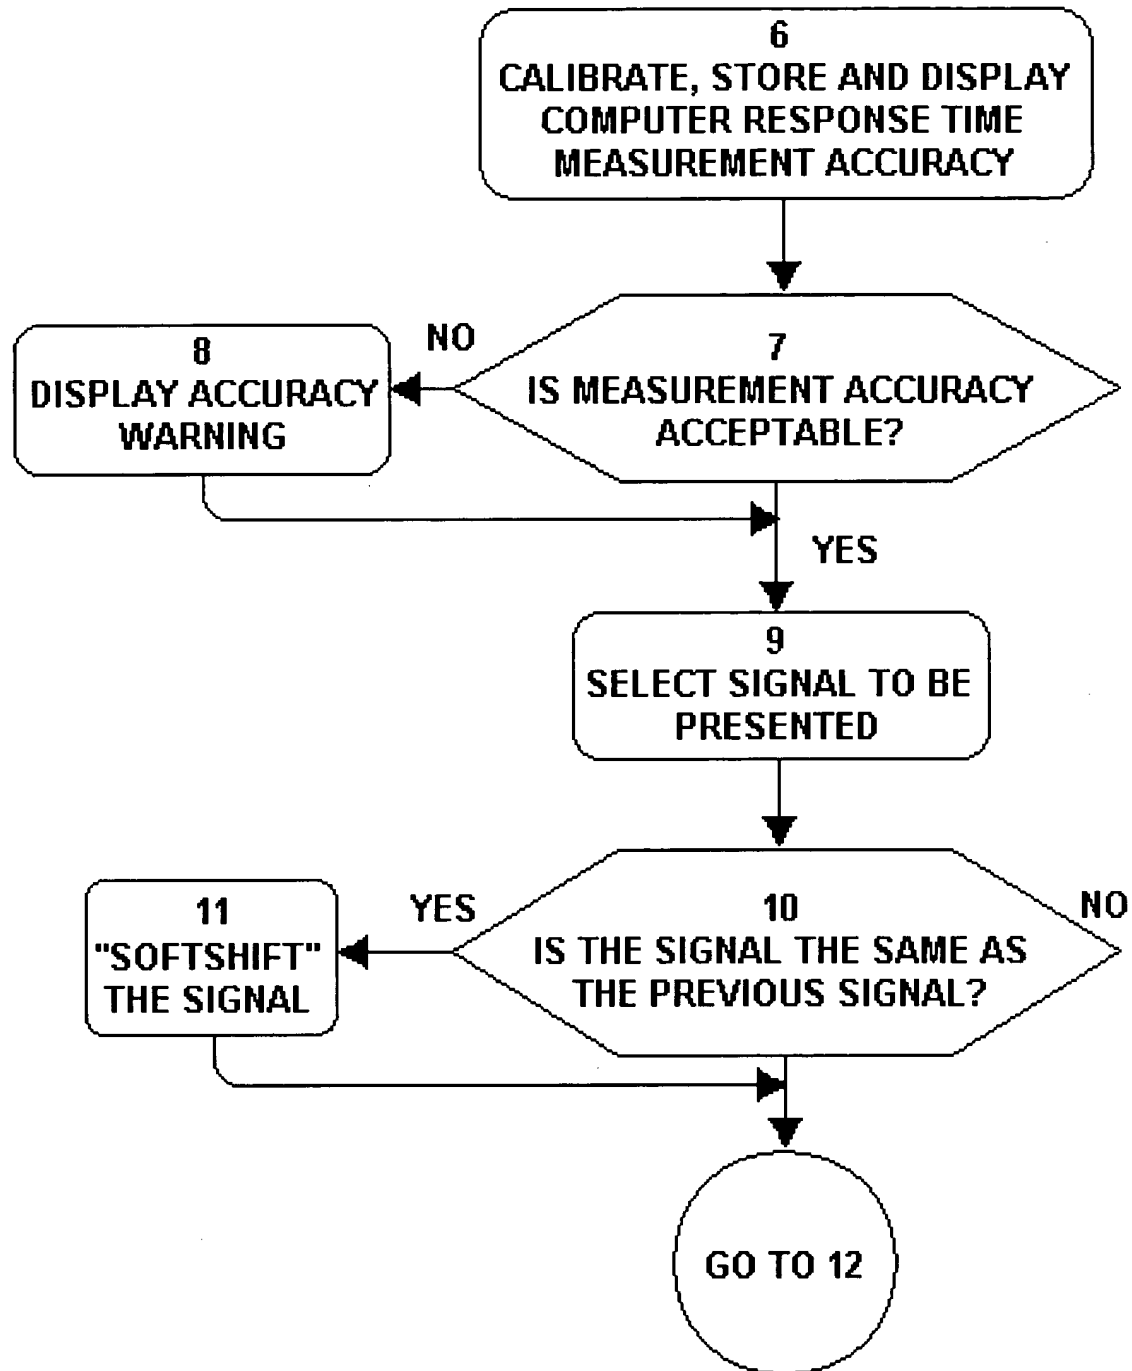 6
CALIBRATE, STORE AND DISPLAY
COMPUTER RESPONSE TIME
MEASUREMENT ACCURACY
NO
7
IS MEASUREMENT ACCURACY
ACCEPTABLE?
8
DISPLAY ACCURACY
WARNING
YES
9
SELECT SIGNAL TO BE
PRESENTED
YES
10
IS THE SIGNAL THE SAME AS
THE PREVIOUS SIGNAL?
NO
11
"SOFTSHIFT"
THE SIGNAL
GO TO 12